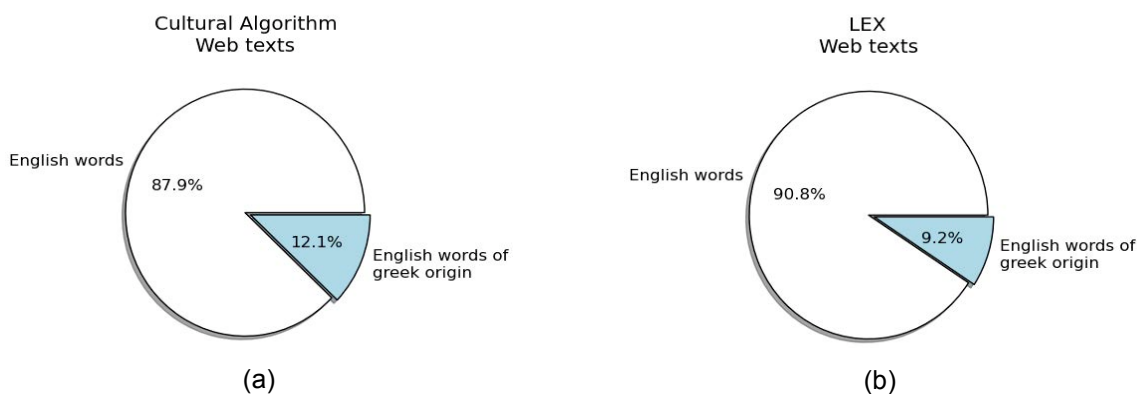 Cultural Algorithm
Web texts
English words
87.9%
12.1%
English words of
greek origin
(a)
LEX
Web texts
English words
90.8%
9.2%
English words of
greek origin
(b)